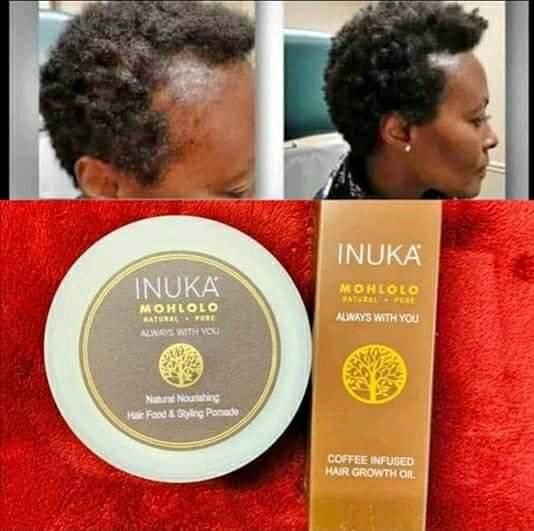 INUKA
MOHLOLO
NATURAL • PURE
ALWAYS WITH YOU
Natural Nourishing
Hair Food & Styling Pomade
INUKA
MOHLOLO
NATURAL • PURE
ALWAYS WITH YOU
COFFEE INFUSED
HAIR GROWTH OIL